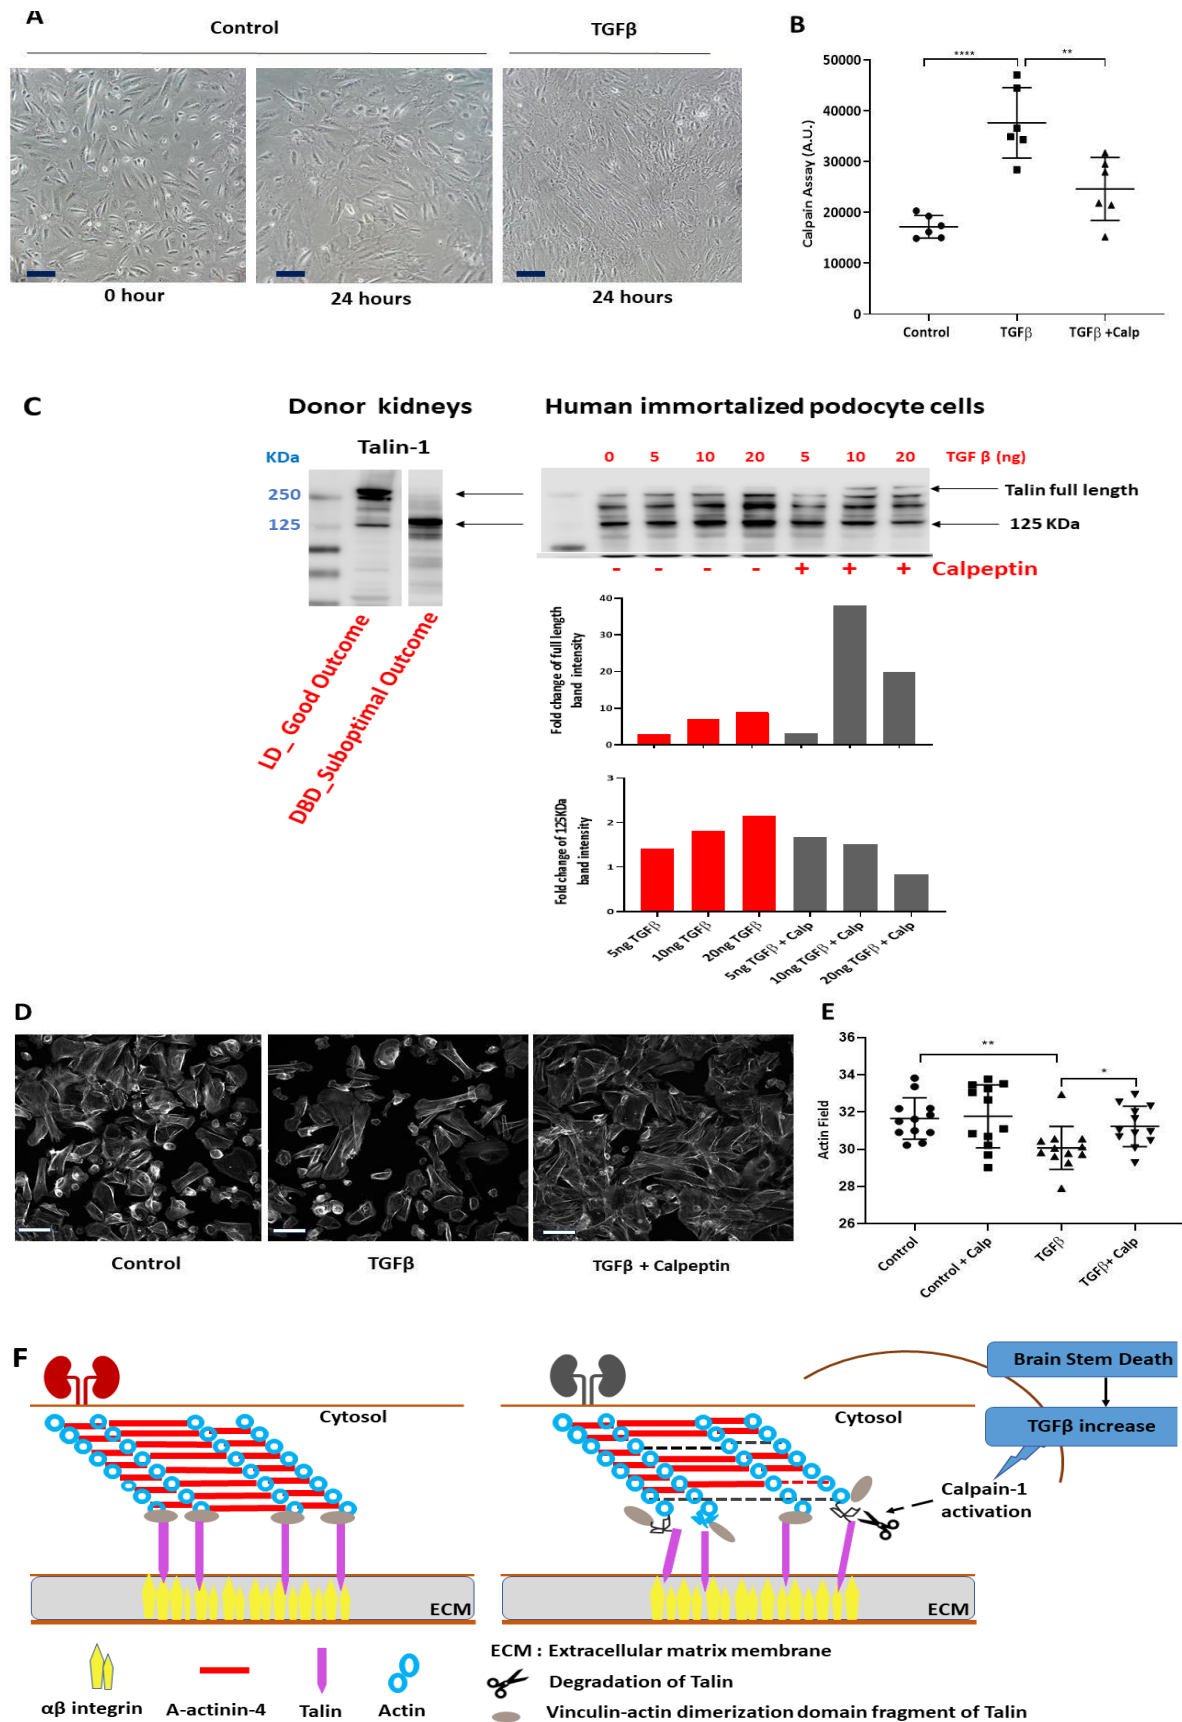 A
Control
TGFβ
0 hour
24 hours
24 hours
B
****
**
50000
40000
30000
20000
10000
0
Calpain Assay (A.U.)
Control
TGFβ
TGFβ +Calp
C
Donor kidneys
Human immortalized podocyte cells
Talin-1
KDa
250
125
LD_ Good Outcome
DBD_Suboptimal Outcome
0 5 10 20 5 10 20 TGF β (ng)
Talin full length
125 KDa
- - - - + + + Calpeptin
Fold change of full length
band intensity
40
30
20
10
0
Fold change of 125KDa
band intensity
3
2
1
0
5ng TGFβ
10ng TGFβ
20ng TGFβ
5ng TGFβ + Calp
10ng TGFβ + Calp
20ng TGFβ + Calp
D
Control
TGFβ
TGFβ + Calpeptin
E
**
*
36
34
32
30
28
26
Actin Field
Control
Control + Calp
TGFβ
TGFβ+ Calp
F
Cytosol
ECM
Cytosol
ECM
Brain Stem Death
TGFβ increase
Calpain-1
activation
αβ integrin
A-actinin-4
Talin
Actin
ECM : Extracellular matrix membrane
Degradation of Talin
Vinculin-actin dimerization domain fragment of Talin